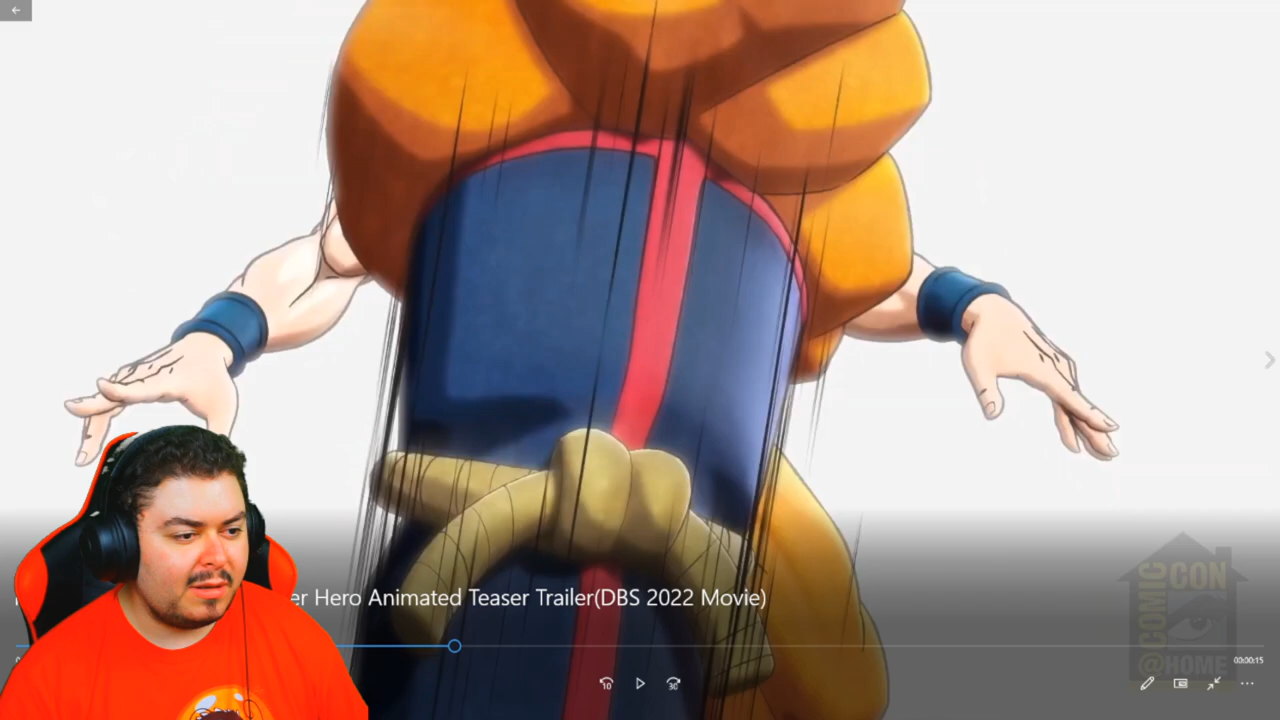 er Hero Animated Teaser Trailer(DBS 2022 Movie)
00:00:15
10
30
COMIC
CON
@HOME